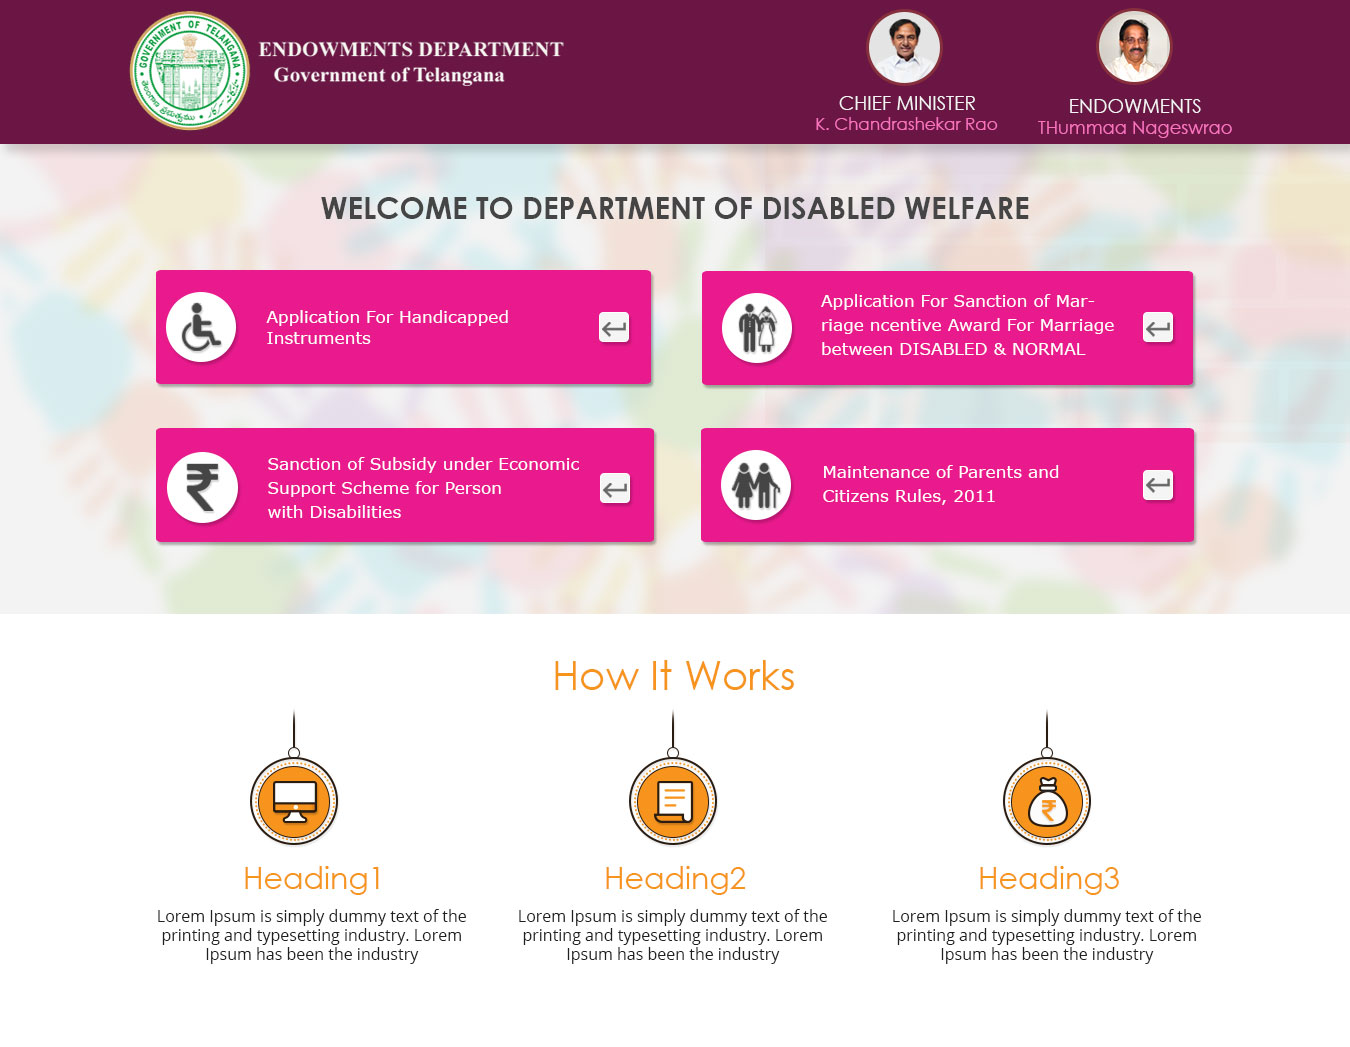 GOVERNMENT OF TELANGANA
ENDOWMENTS DEPARTMENT
Government of Telangana
CHIEF MINISTER
K. Chandrashekar Rao
ENDOWMENTS
THummaa Nageswrao
WELCOME TO DEPARTMENT OF DISABLED WELFARE
Application For Handicapped
Instruments
Application For Sanction of Mar-
riage ncentive Award For Marriage
between DISABLED & NORMAL
Sanction of Subsidy under Economic
Support Scheme for Person
with Disabilities
Maintenance of Parents and
Citizens Rules, 2011
How It Works
Heading1
Lorem Ipsum is simply dummy text of the
printing and typesetting industry. Lorem
Ipsum has been the industry
Heading2
Lorem Ipsum is simply dummy text of the
printing and typesetting industry. Lorem
Ipsum has been the industry
Heading3
Lorem Ipsum is simply dummy text of the
printing and typesetting industry. Lorem
Ipsum has been the industry